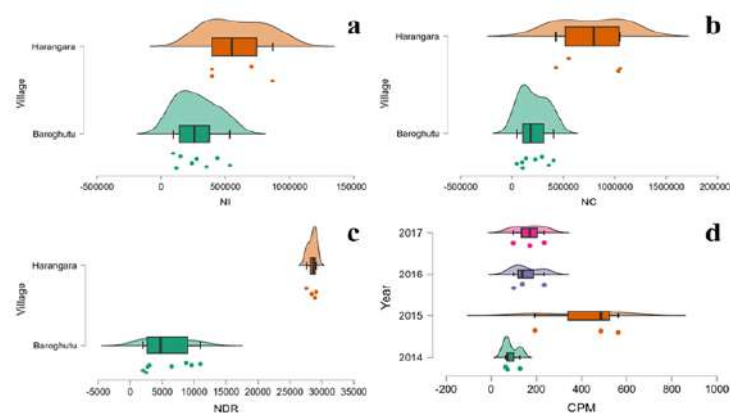 a
Village
Harangara
Baroghutu
-500000 0 500000 1000000 150000
NI
b
Village
Harangara
Baroghutu
-500000 0 500000 1000000 1500000 200000
NC
c
Village
Harangara
Baroghutu
-5000 0 5000 10000 15000 20000 25000 30000 35000
NDR
d
Year
2017
2016
2015
2014
-200 0 200 400 600 800 1000
CPM